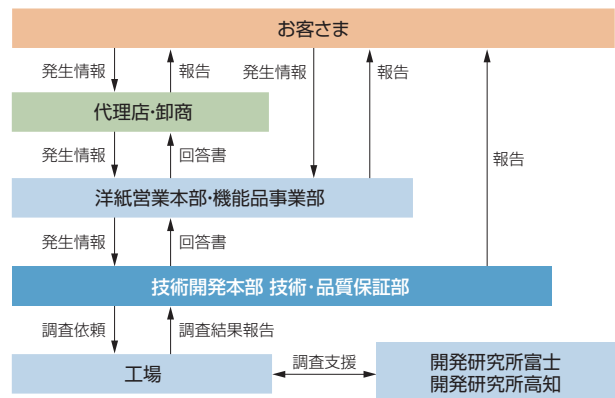 お客さま
発生情報
報告
発生情報
報告
代理店・卸商
発生情報
回答書
報告
洋紙営業本部・機能品事業部
発生情報
回答書
技術開発本部 技術・品質保証部
調査依頼
調査結果報告
調査支援
工場
開発研究所富士
開発研究所高知